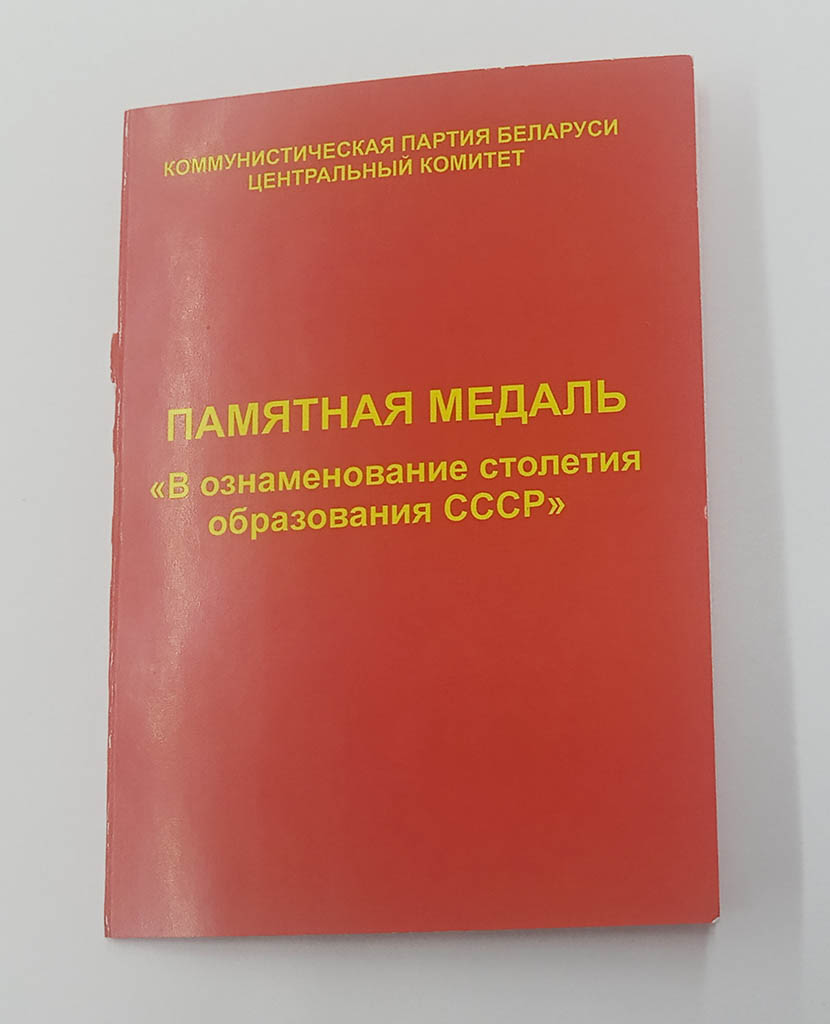 КОММУНИСТИЧЕСКАЯ ПАРТИЯ БЕЛАРУСИ
ЦЕНТРАЛЬНЫЙ КОМИТЕТ
ПАМЯТНАЯ МЕДАЛЬ
«В ознаменование столетия
образования СССР»